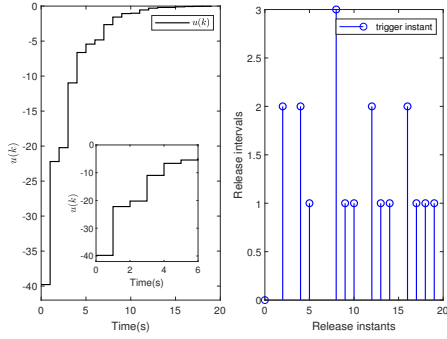 0
-5
-10
-15
-20
-25
-30
-35
-40
u(k)
u(k)
0
-10
-20
-30
-40
u(k)
0 2 4 6
Time(s)
0 5 10 15 20
Time(s)
3
2.5
2
1.5
1
0.5
0
Release intervals
trigger instant
0 5 10 15 20
Release instants